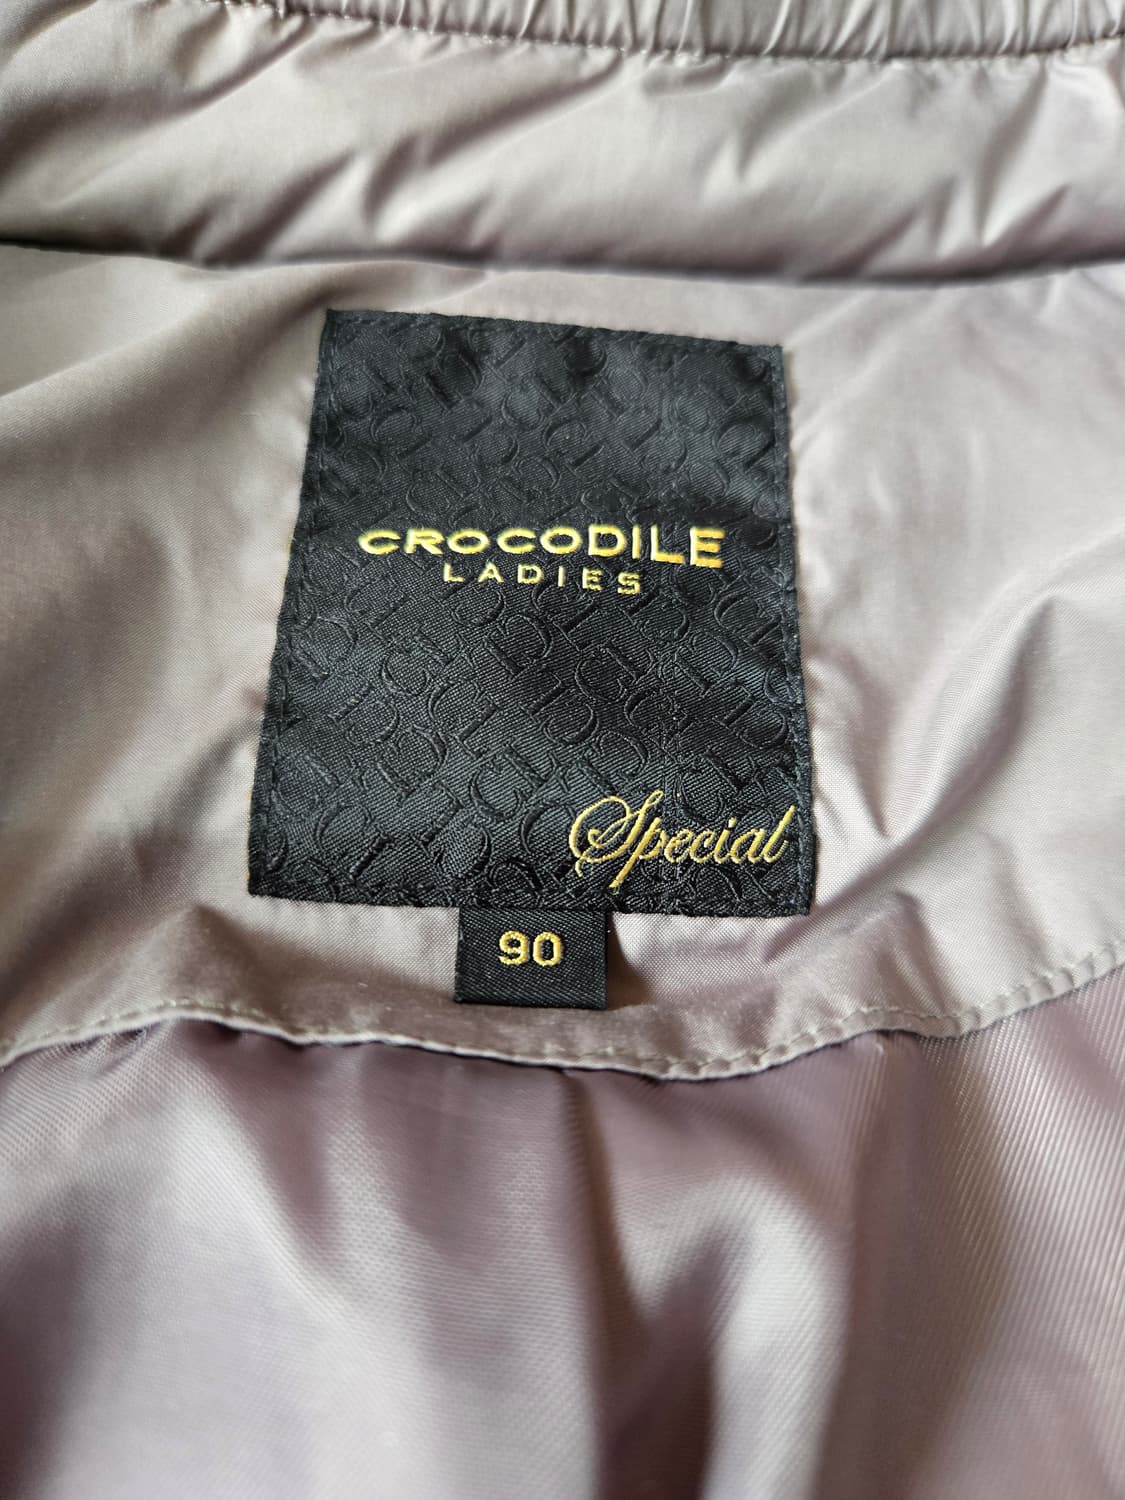 CROCODILE
LADIES
Special
90